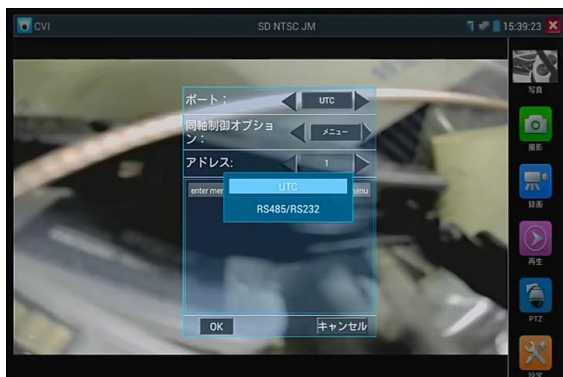 CVI
SD NTSC JM
15:39:23
ポート：
UTC
同軸制御オプショ
ン：
メニュー
アドレス:
1
enter mer
enu
UTC
RS485/RS232
OK
キャンセル
写真
撮影
録画
再生
PTZ
設定